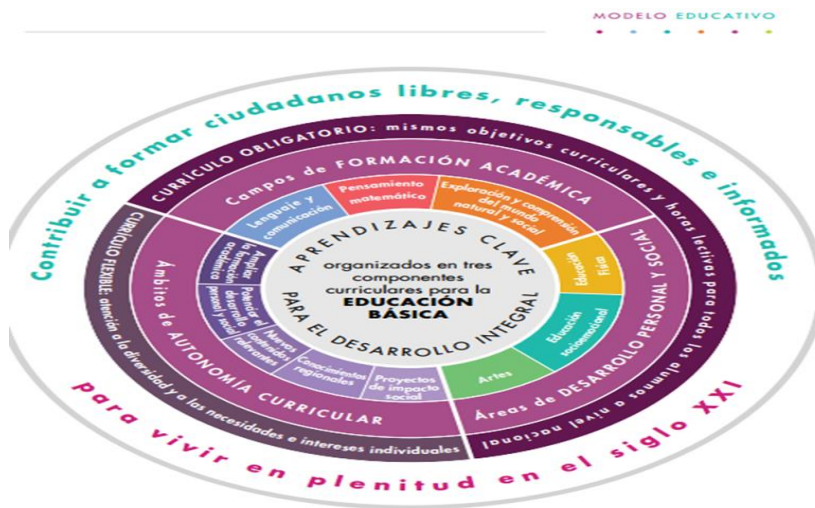 MODELO EDUCATIVO
Contribuir a formar ciudadanos libres, responsables e informados
para vivir en plenitud en el siglo XXI
CURRÍCULO OBLIGATORIO: mismos objetivos curriculares y horas lectivas para todos los alumnos a nivel nacional
CURRÍCULO FLEXIBLE: atención a la diversidad y a las necesidades e intereses individuales
Campos de FORMACIÓN ACADÉMICA
Lenguaje y
comunicación
Pensamiento
matemático
Exploración y comprensión
del mundo
natural y social
Áreas de DESARROLLO PERSONAL Y SOCIAL
Educación
Física
Educación
socioemocional
Artes
Ámbitos de AUTONOMÍA CURRICULAR
Ampliar
la formación
académica
Potenciar el
desarrollo
personal y social
Nuevos
contenidos
relevantes
Conocimientos
regionales
Proyectos
de impacto
social
APRENDIZAJES CLAVE
organizados en tres
componentes
curriculares para la
EDUCACIÓN
BÁSICA
PARA EL DESARROLLO INTEGRAL